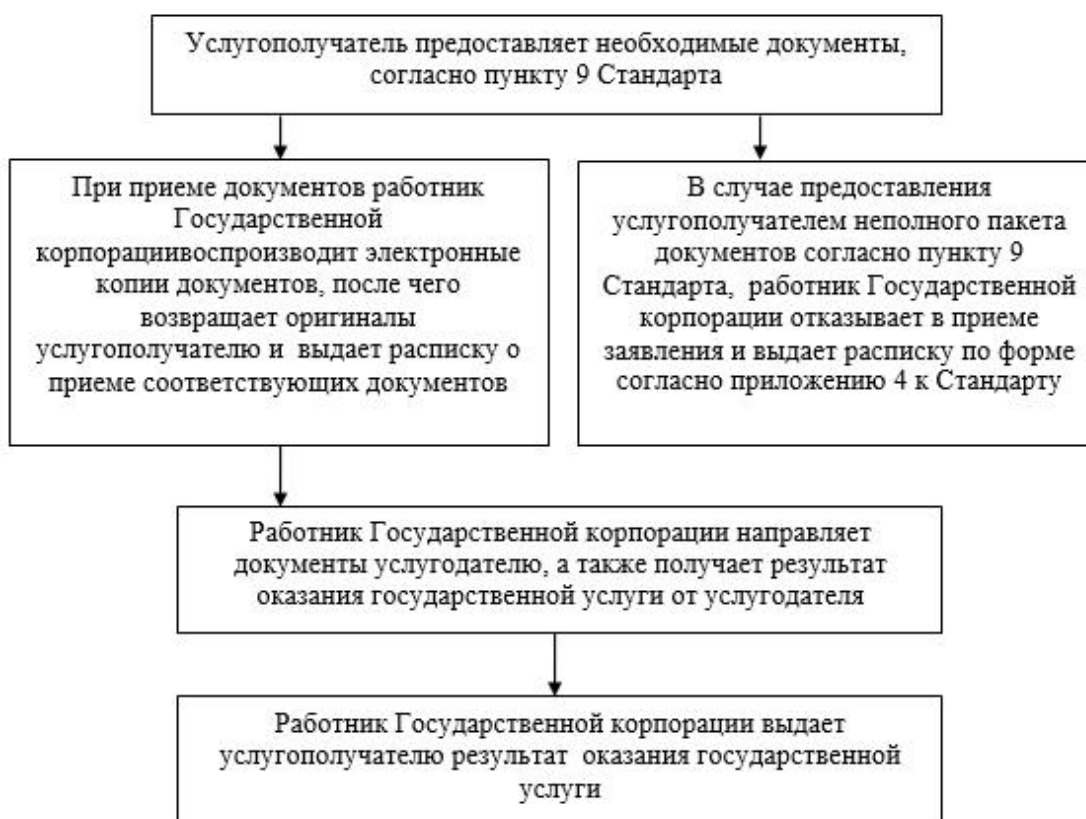 Услугополучатель предоставляет необходимые документы,
согласно пункту 9 Стандарта
При приеме документов работник
Государственной
корпорациивоспроизводит электронные
копии документов, после чего
возвращает оригиналы
услугополучателю и выдает расписку о
приеме соответствующих документов
В случае предоставления
услугополучателем неполного пакета
документов согласно пункту 9
Стандарта, работник Государственной
корпорации отказывает в приеме
заявления и выдает расписку по форме
согласно приложению 4 к Стандарту
Работник Государственной корпорации направляет
документы услугодателю, а также получает результат
оказания государственной услуги от услугодателя
Работник Государственной корпорации выдает
услугополучателю результат оказания государственной
услуги